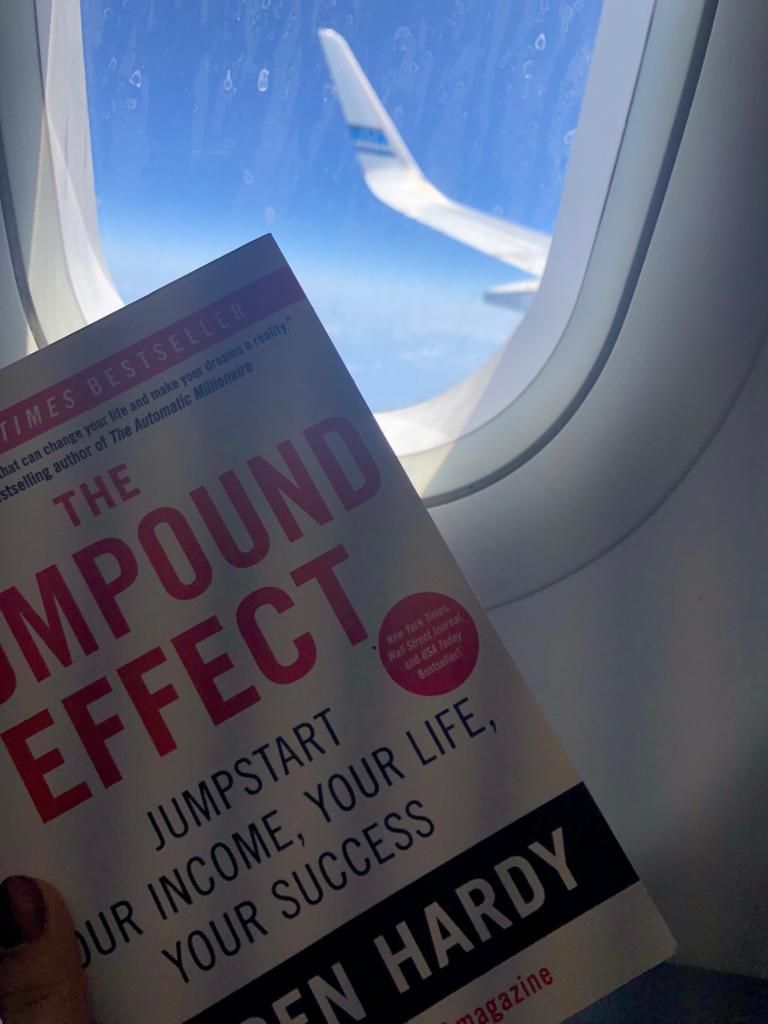 TIMES BESTSELLER
that can change your life and make your dreams a reality."
stselling author of The Automatic Millionaire
THE
OMPOUND
EFFECT
New York Times,
Wall Street Journal,
and USA Today
Bestseller!
JUMPSTART
OUR INCOME, YOUR LIFE,
YOUR SUCCESS
REN HARDY
magazine